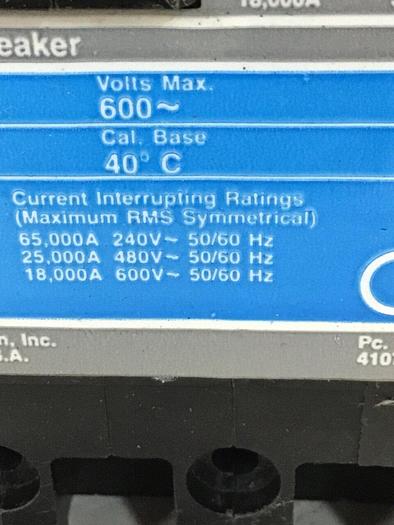 18,000A
eaker
Volts Max.
600~
Cal. Base
40° C
Current Interrupting Ratings
(Maximum RMS Symmetrical)
65,000A 240V~ 50/60 Hz
25,000A 480V~ 50/60 Hz
18,000A 600V~ 50/60 Hz
n, Inc. Pc.
S.A. 4107